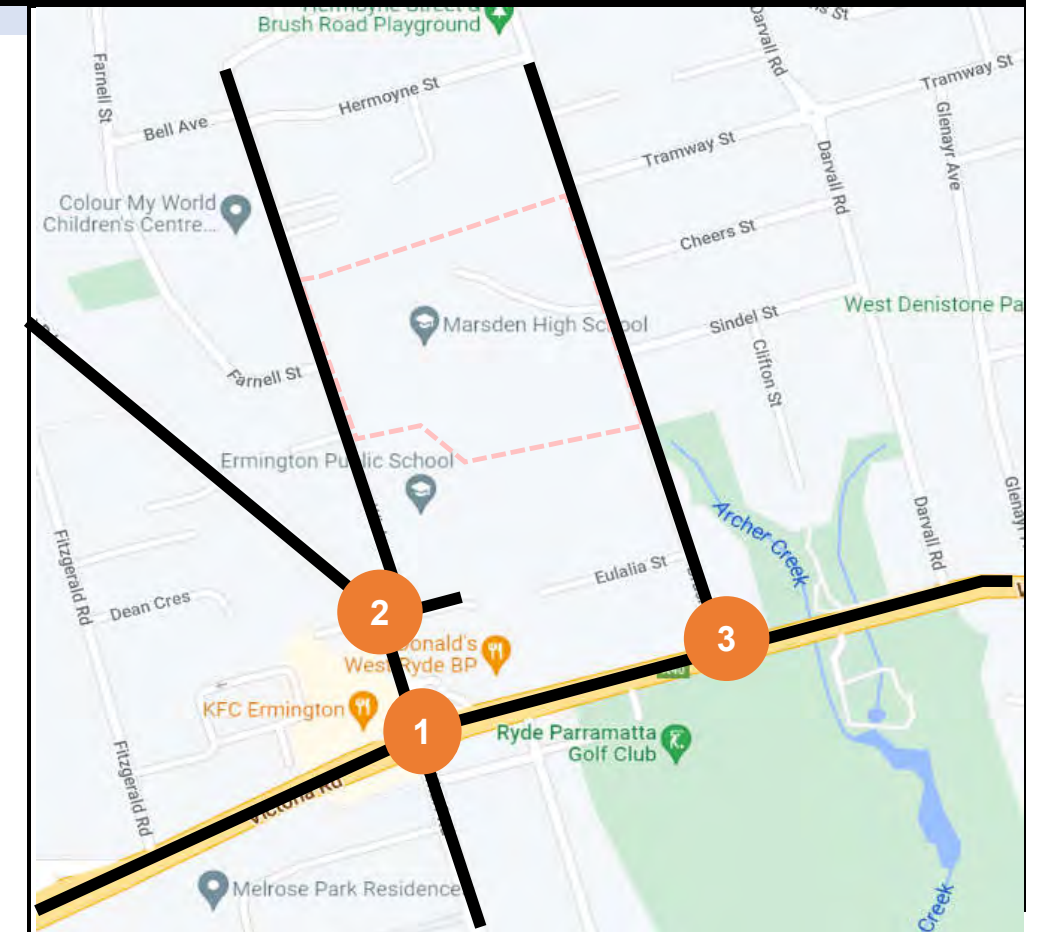 Hermoyne Street &
Brush Road Playground
Farnell St
Bell Ave
Hermoyne St
Darvall Rd
St
Tramway St
Tramway St
Glenayr Ave
Darvall Rd
Colour My World
Children's Centre...
Cheers St
Marsden High School
Sindel St
West Denistone Pa
Farnell St
Clifton St
Ermington Public School
Archer Creek
Darvall Rd
Glenayr
Fitzgerald Rd
Dean Cres
Eulalia St
2
3
onald's
West Ryde BP
KFC Ermington
1
Ryde Parramatta
Golf Club
Fitzgerald Rd
Victoria Rd
Melrose Park Residence
Creek